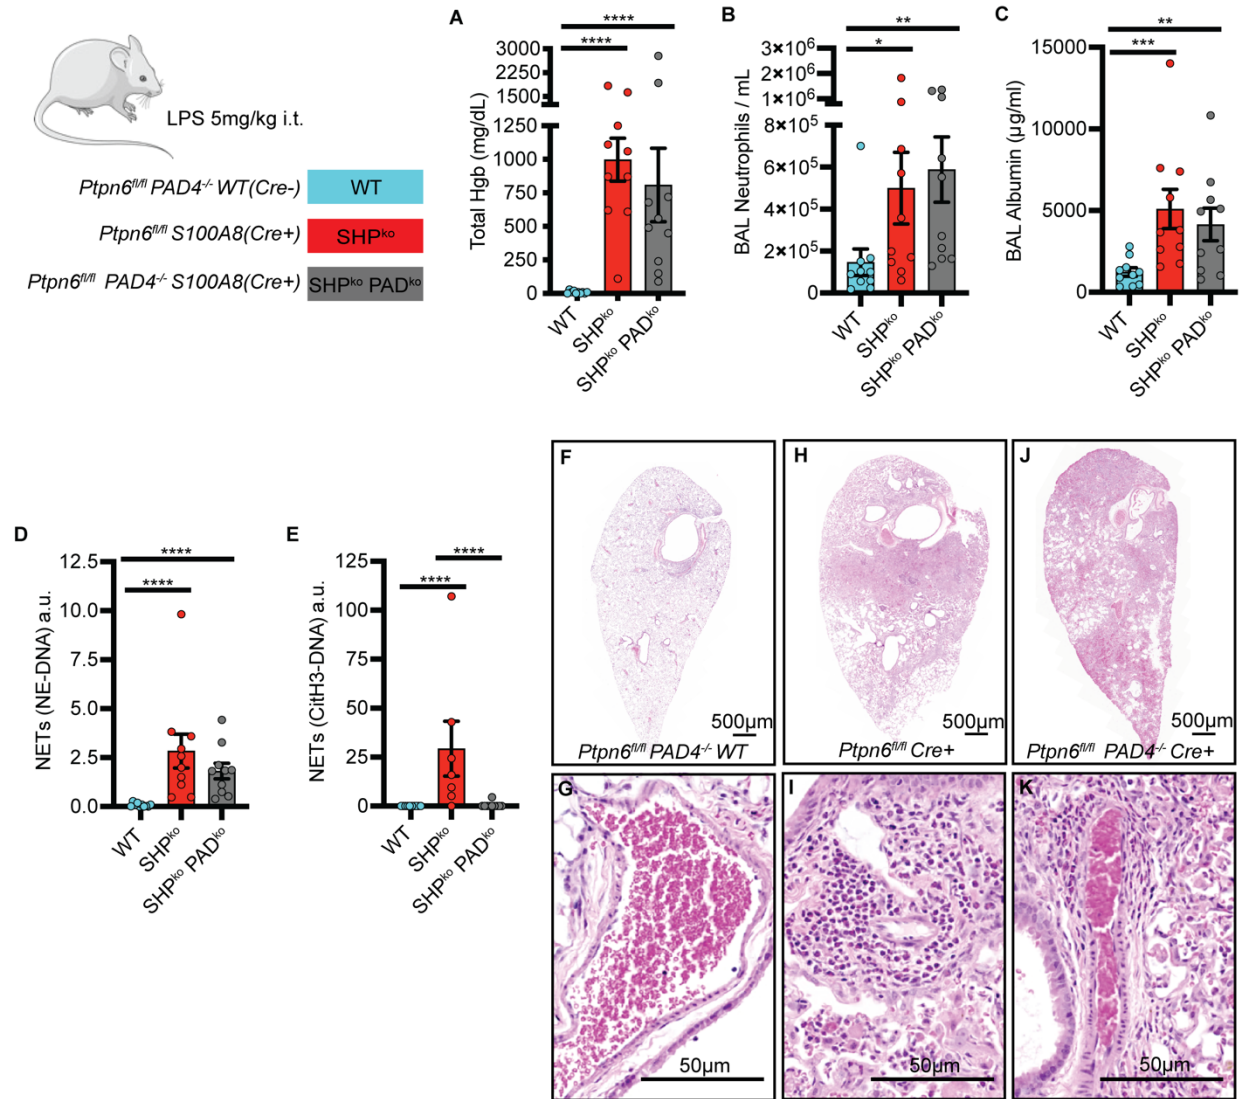 LPS 5mg/kg i.t.
Ptpn6fl/fl PAD4-/- WT(Cre-)
WT
Ptpn6fl/fl S100A8(Cre+)
SHPko
Ptpn6fl/fl PAD4-/- S100A8(Cre+)
SHPko PADko
A
****
****
Total Hgb (mg/dL)
3000
2250
1500
1250
1000
750
500
250
0
WT
SHPko
SHPko PADko
B
**
*
BAL Neutrophils / mL
3×10⁶
2×10⁶
1×10⁶
8×10⁵
6×10⁵
4×10⁵
2×10⁵
0
WT
SHPko
SHPko PADko
C
**
***
BAL Albumin (µg/ml)
15000
10000
5000
0
WT
SHPko
SHPko PADko
D
****
****
NETs (NE-DNA) a.u.
12.5
10.0
7.5
5.0
2.5
0.0
WT
SHPko
SHPko PADko
E
****
****
NETs (CitH3-DNA) a.u.
125
100
75
50
25
0
WT
SHPko
SHPko PADko
F
500µm
Ptpn6fl/fl PAD4-/- WT
H
500µm
Ptpn6fl/fl Cre+
J
500µm
Ptpn6fl/fl PAD4-/- Cre+
G
50µm
I
50µm
K
50µm